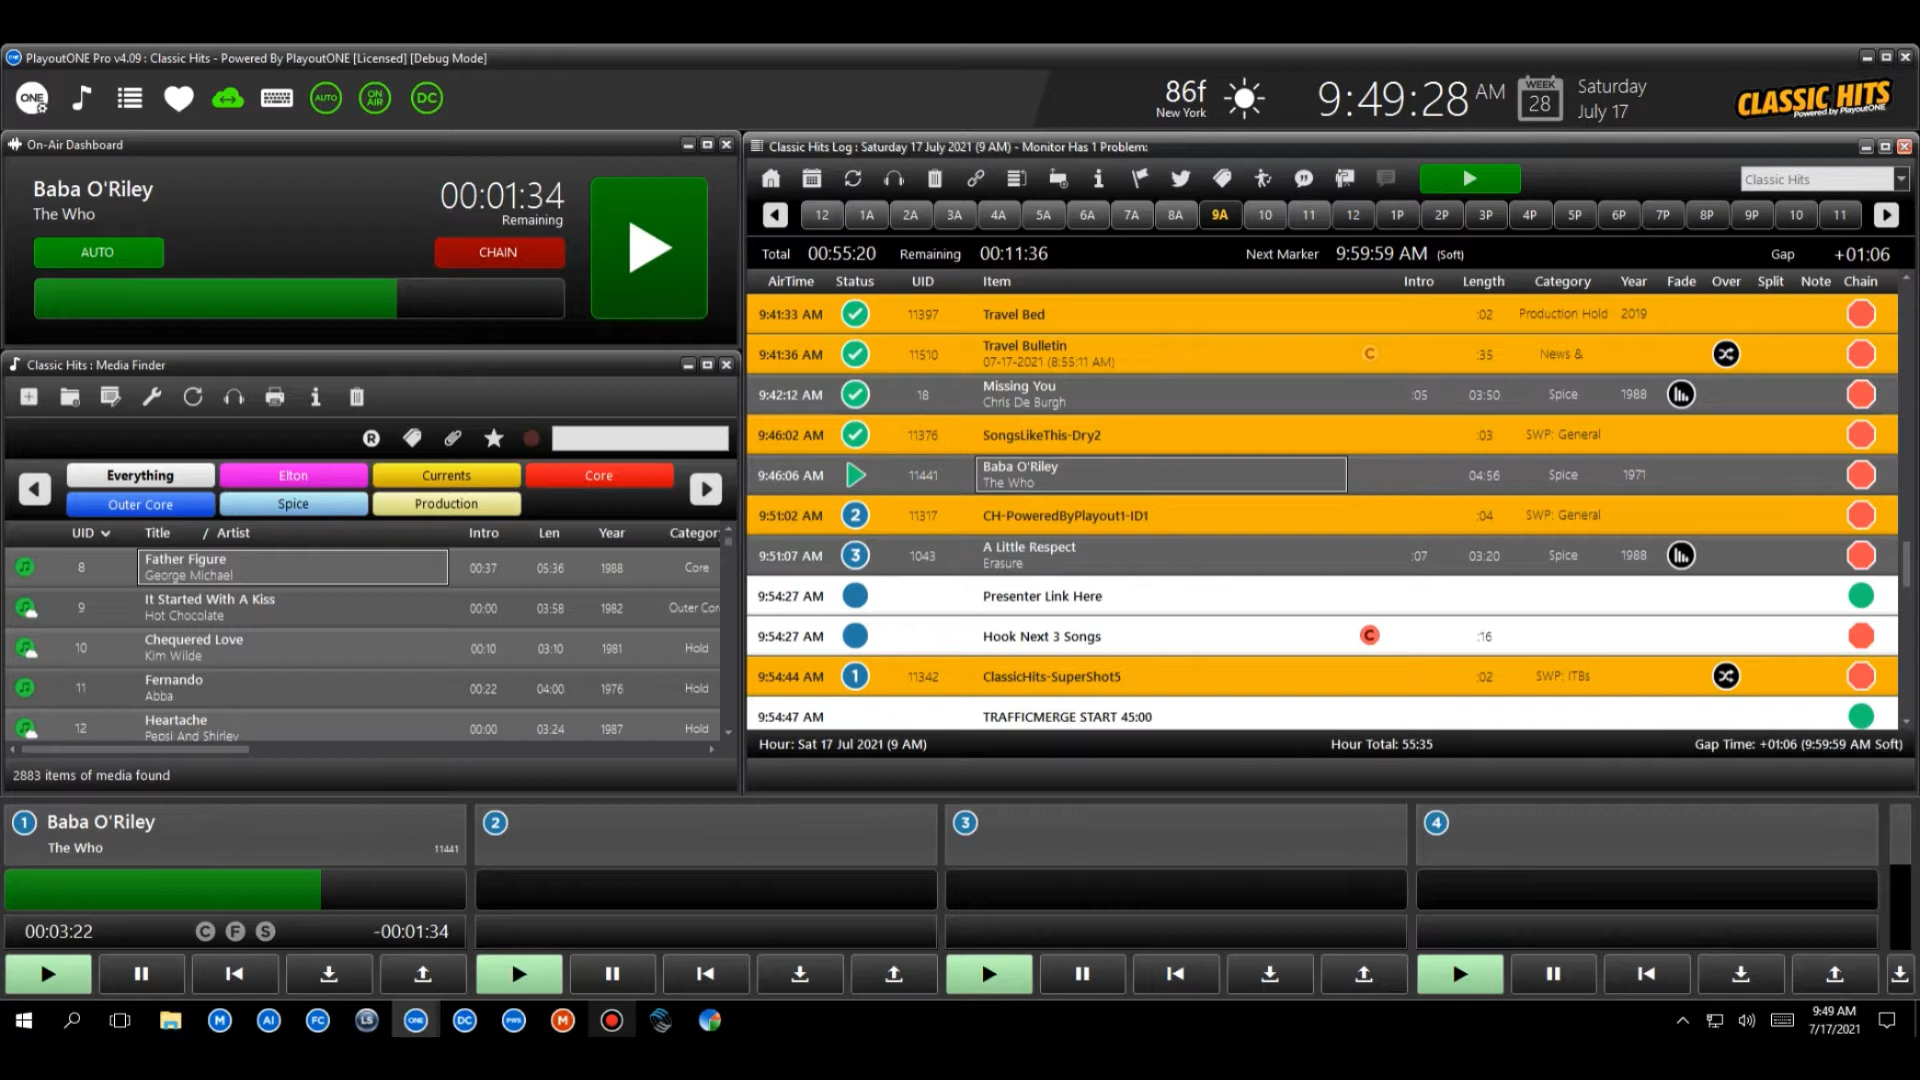 PlayoutONE Pro v4.09 : Classic Hits - Powered By PlayoutONE [Licensed] [Debug Mode]
ONE
AUTO
ON AIR
DC
86f
New York
9:49:28 AM
WEEK
28
Saturday
July 17
CLASSIC HITS
Powered by PlayoutONE
On-Air Dashboard
Baba O'Riley
The Who
00:01:34
Remaining
AUTO
CHAIN
Classic Hits : Media Finder
R
Everything Elton Currents Core
Outer Core Spice Production
UID Title / Artist Intro Len Year Category
8 Father Figure 00:37 05:36 1988 Core
George Michael
9 It Started With A Kiss 00:00 03:58 1982 Outer Cor
Hot Chocolate
10 Chequered Love 00:10 03:10 1981 Hold
Kim Wilde
11 Fernando 00:22 04:00 1976 Hold
Abba
12 Heartache 00:00 03:24 1987 Hold
Pepsi And Shirley
2883 items of media found
Classic Hits Log : Saturday 17 July 2021 (9 AM) - Monitor Has 1 Problem:
Classic Hits
12 1A 2A 3A 4A 5A 6A 7A 8A 9A 10 11 12 1P 2P 3P 4P 5P 6P 7P 8P 9P 10 11
Total 00:55:20 Remaining 00:11:36 Next Marker 9:59:59 AM (Soft) Gap +01:06
AirTime Status UID Item Intro Length Category Year Fade Over Split Note Chain
9:41:33 AM 11397 Travel Bed :02 Production Hold 2019
9:41:36 AM 11510 Travel Bulletin C :35 News &
07-17-2021 (8:55:11 AM)
9:42:12 AM 18 Missing You :05 03:50 Spice 1988
Chris De Burgh
9:46:02 AM 11376 SongsLikeThis-Dry2 :03 SWP: General
9:46:06 AM 11441 Baba O'Riley 04:56 Spice 1971
The Who
9:51:02 AM 2 11317 CH-PoweredByPlayout1-ID1 :04 SWP: General
9:51:07 AM 3 1043 A Little Respect :07 03:20 Spice 1988
Erasure
9:54:27 AM Presenter Link Here
9:54:27 AM Hook Next 3 Songs C :16
9:54:44 AM 1 11342 ClassicHits-SuperShot5 :02 SWP: ITBs
9:54:47 AM TRAFFICMERGE START 45:00
Hour: Sat 17 Jul 2021 (9 AM) Hour Total: 55:35 Gap Time: +01:06 (9:59:59 AM Soft)
1 Baba O'Riley
The Who 11441
00:03:22 C F S -00:01:34
2
3
4
M AI FC LS ONE DC PWS M
9:49 AM
7/17/2021